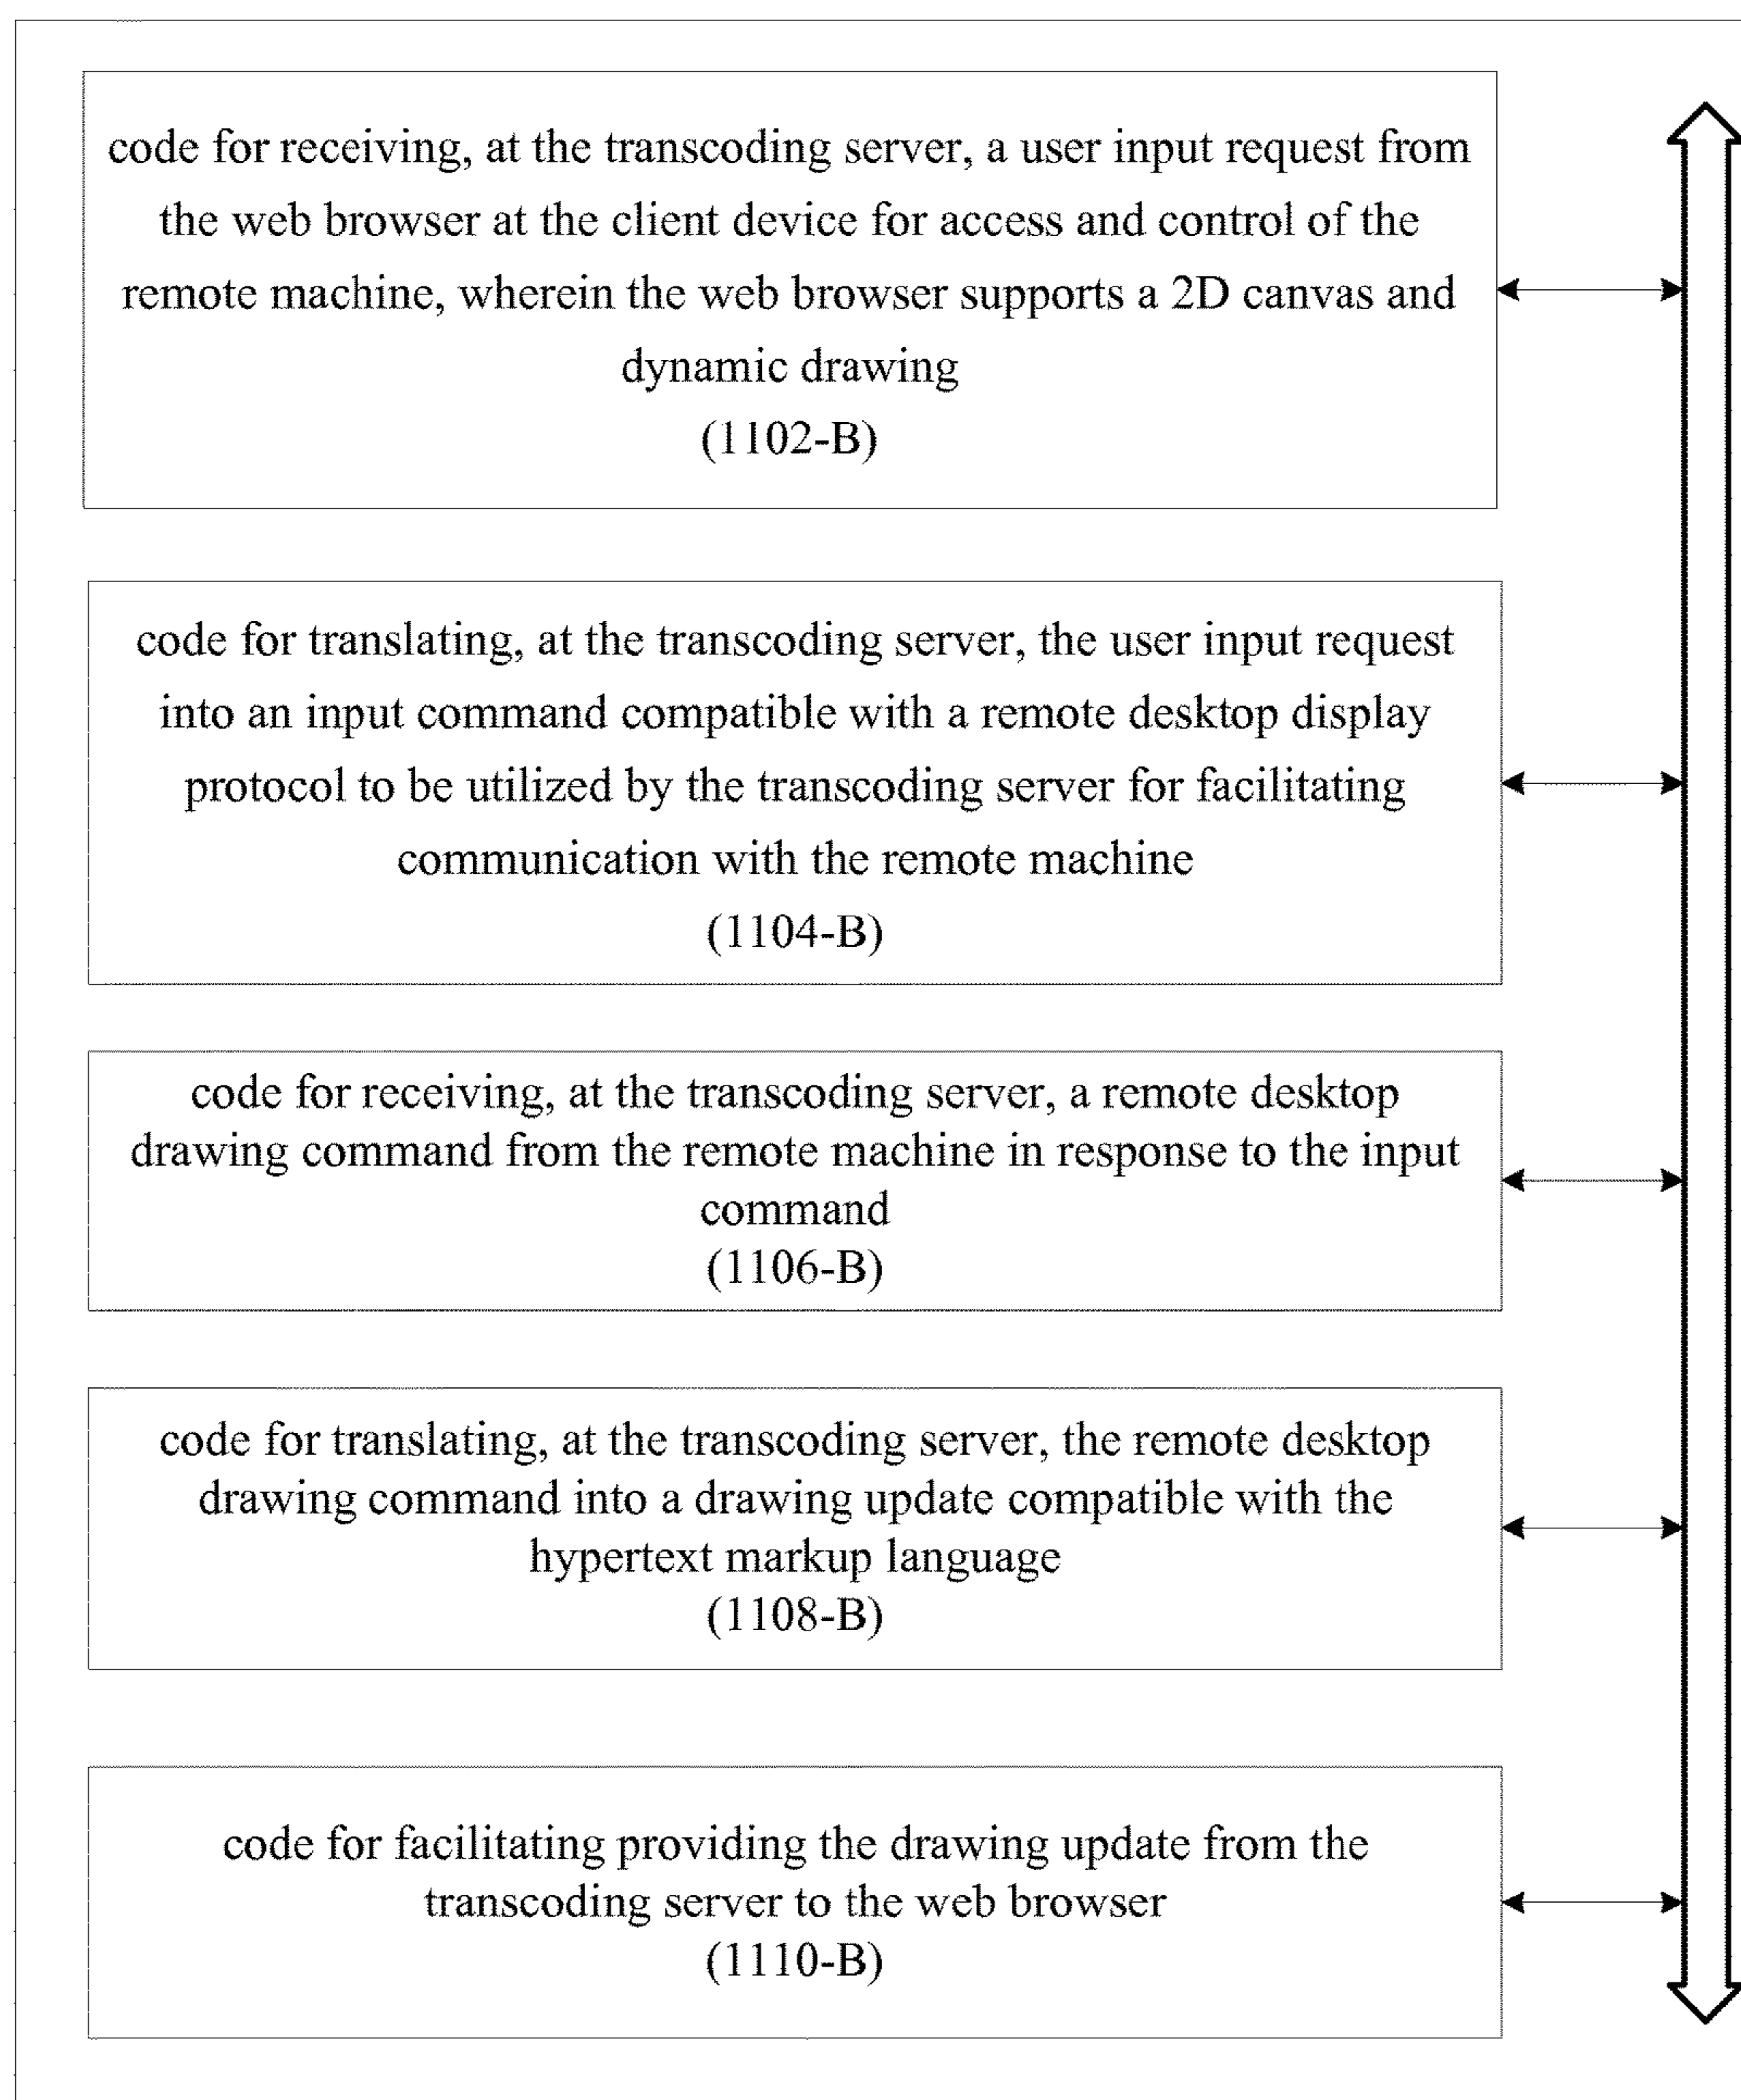 code for receiving, at the transcoding server, a user input request from
the web browser at the client device for access and control of the
remote machine, wherein the web browser supports a 2D canvas and
dynamic drawing
(1102-B)
code for translating, at the transcoding server, the user input request
into an input command compatible with a remote desktop display
protocol to be utilized by the transcoding server for facilitating
communication with the remote machine
(1104-B)
code for receiving, at the transcoding server, a remote desktop
drawing command from the remote machine in response to the input
command
(1106-B)
code for translating, at the transcoding server, the remote desktop
drawing command into a drawing update compatible with the
hypertext markup language
(1108-B)
code for facilitating providing the drawing update from the
transcoding server to the web browser
(1110-B)